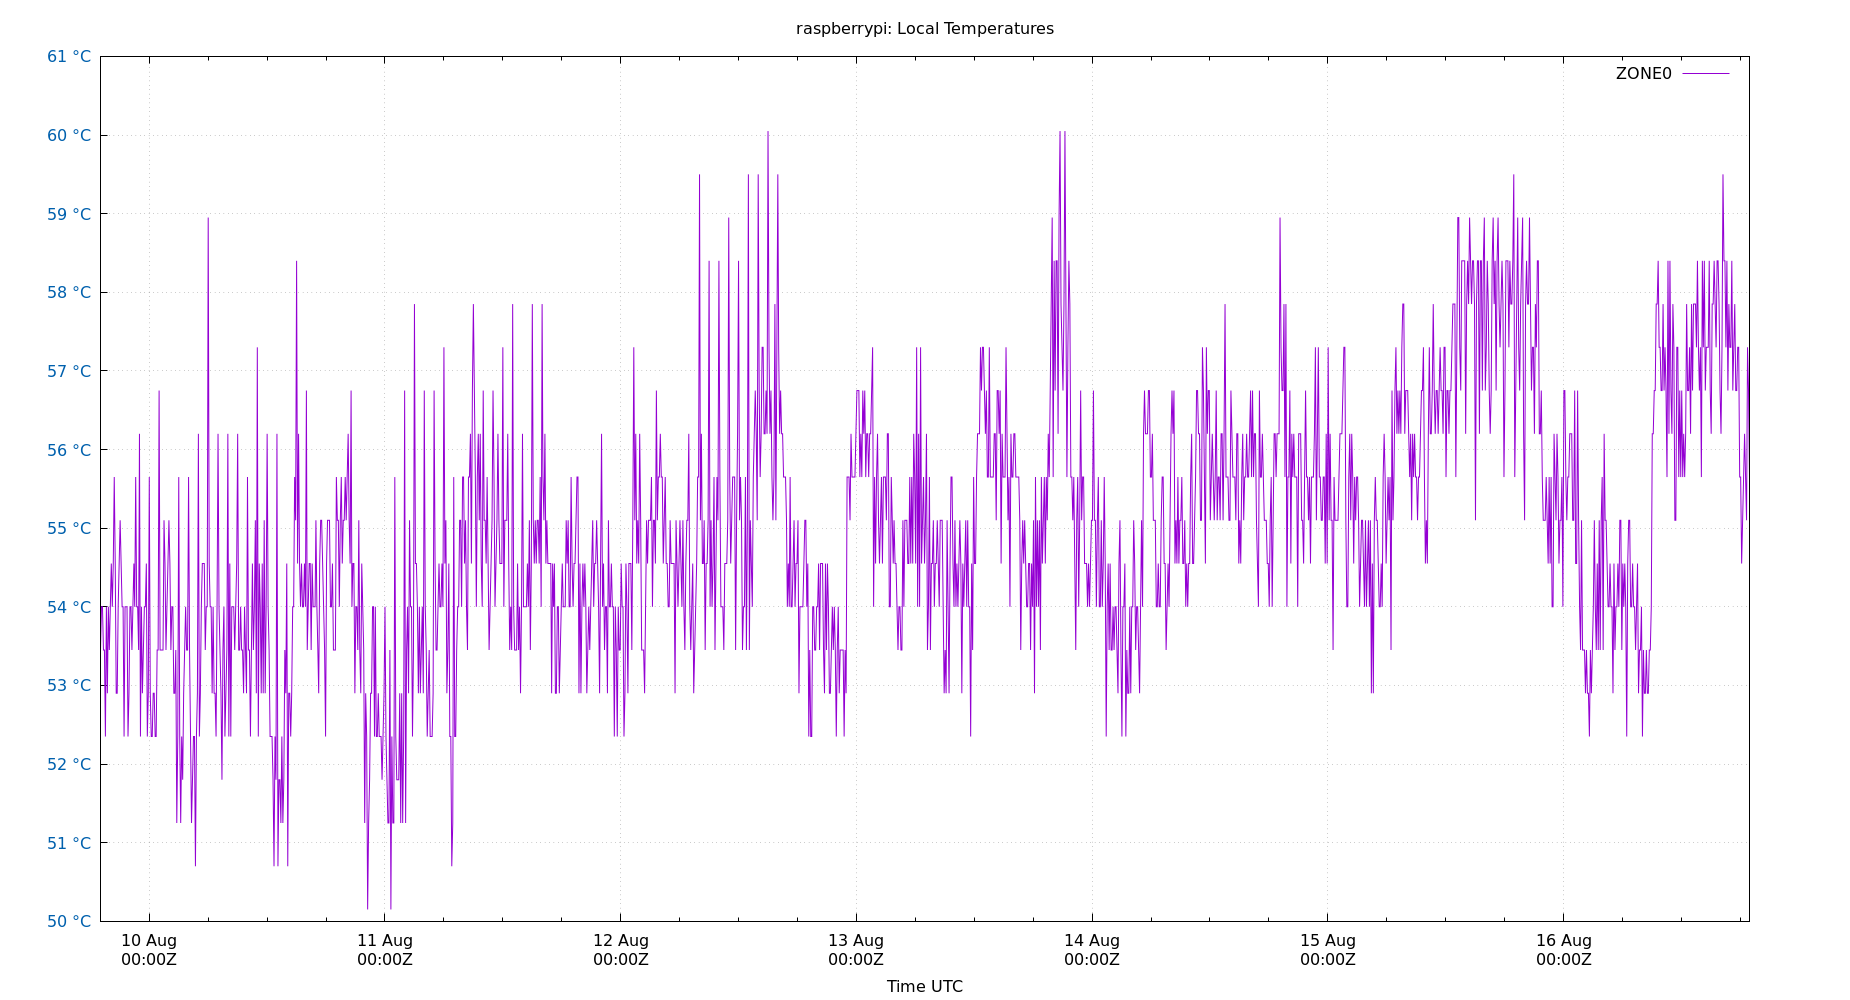 raspberrypi: Local Temperatures
61 °C
ZONE0
60 °C
59 °C
58 °C
57 °C
56 °C
55 °C
54 °C
53 °C
52 °C
51 °C
50 °C
10 Aug 11 Aug 12 Aug 13 Aug 14 Aug 15 Aug 16 Aug
00:00Z 00:00Z 00:00Z 00:00Z 00:00Z 00:00Z 00:00Z
Time UTC